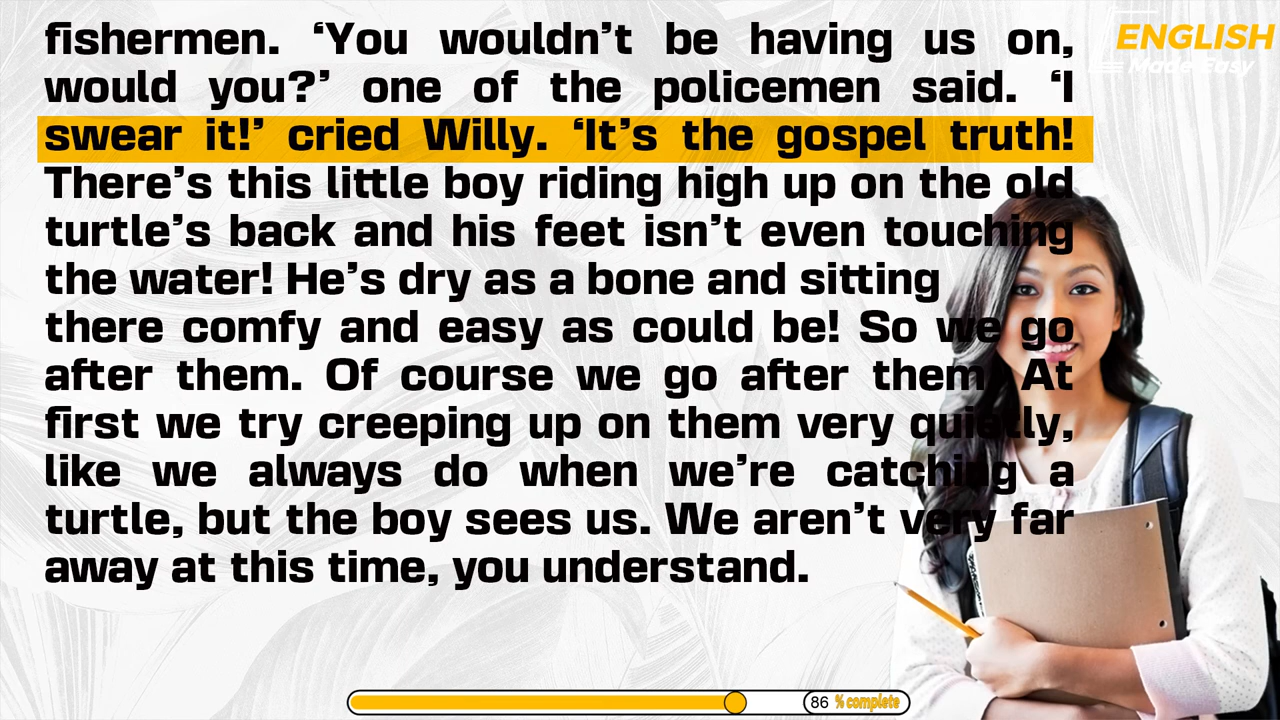 fishermen. ‘You wouldn’t be having us on,
would you?’ one of the policemen said. ‘I
swear it!’ cried Willy. ‘It’s the gospel truth!
There’s this little boy riding high up on the old
turtle’s back and his feet isn’t even touching
the water! He’s dry as a bone and sitting
there comfy and easy as could be! So we go
after them. Of course we go after them. At
first we try creeping up on them very quietly,
like we always do when we’re catching a
turtle, but the boy sees us. We aren’t very far
away at this time, you understand.
ENGLISH
Made Easy
86 % complete